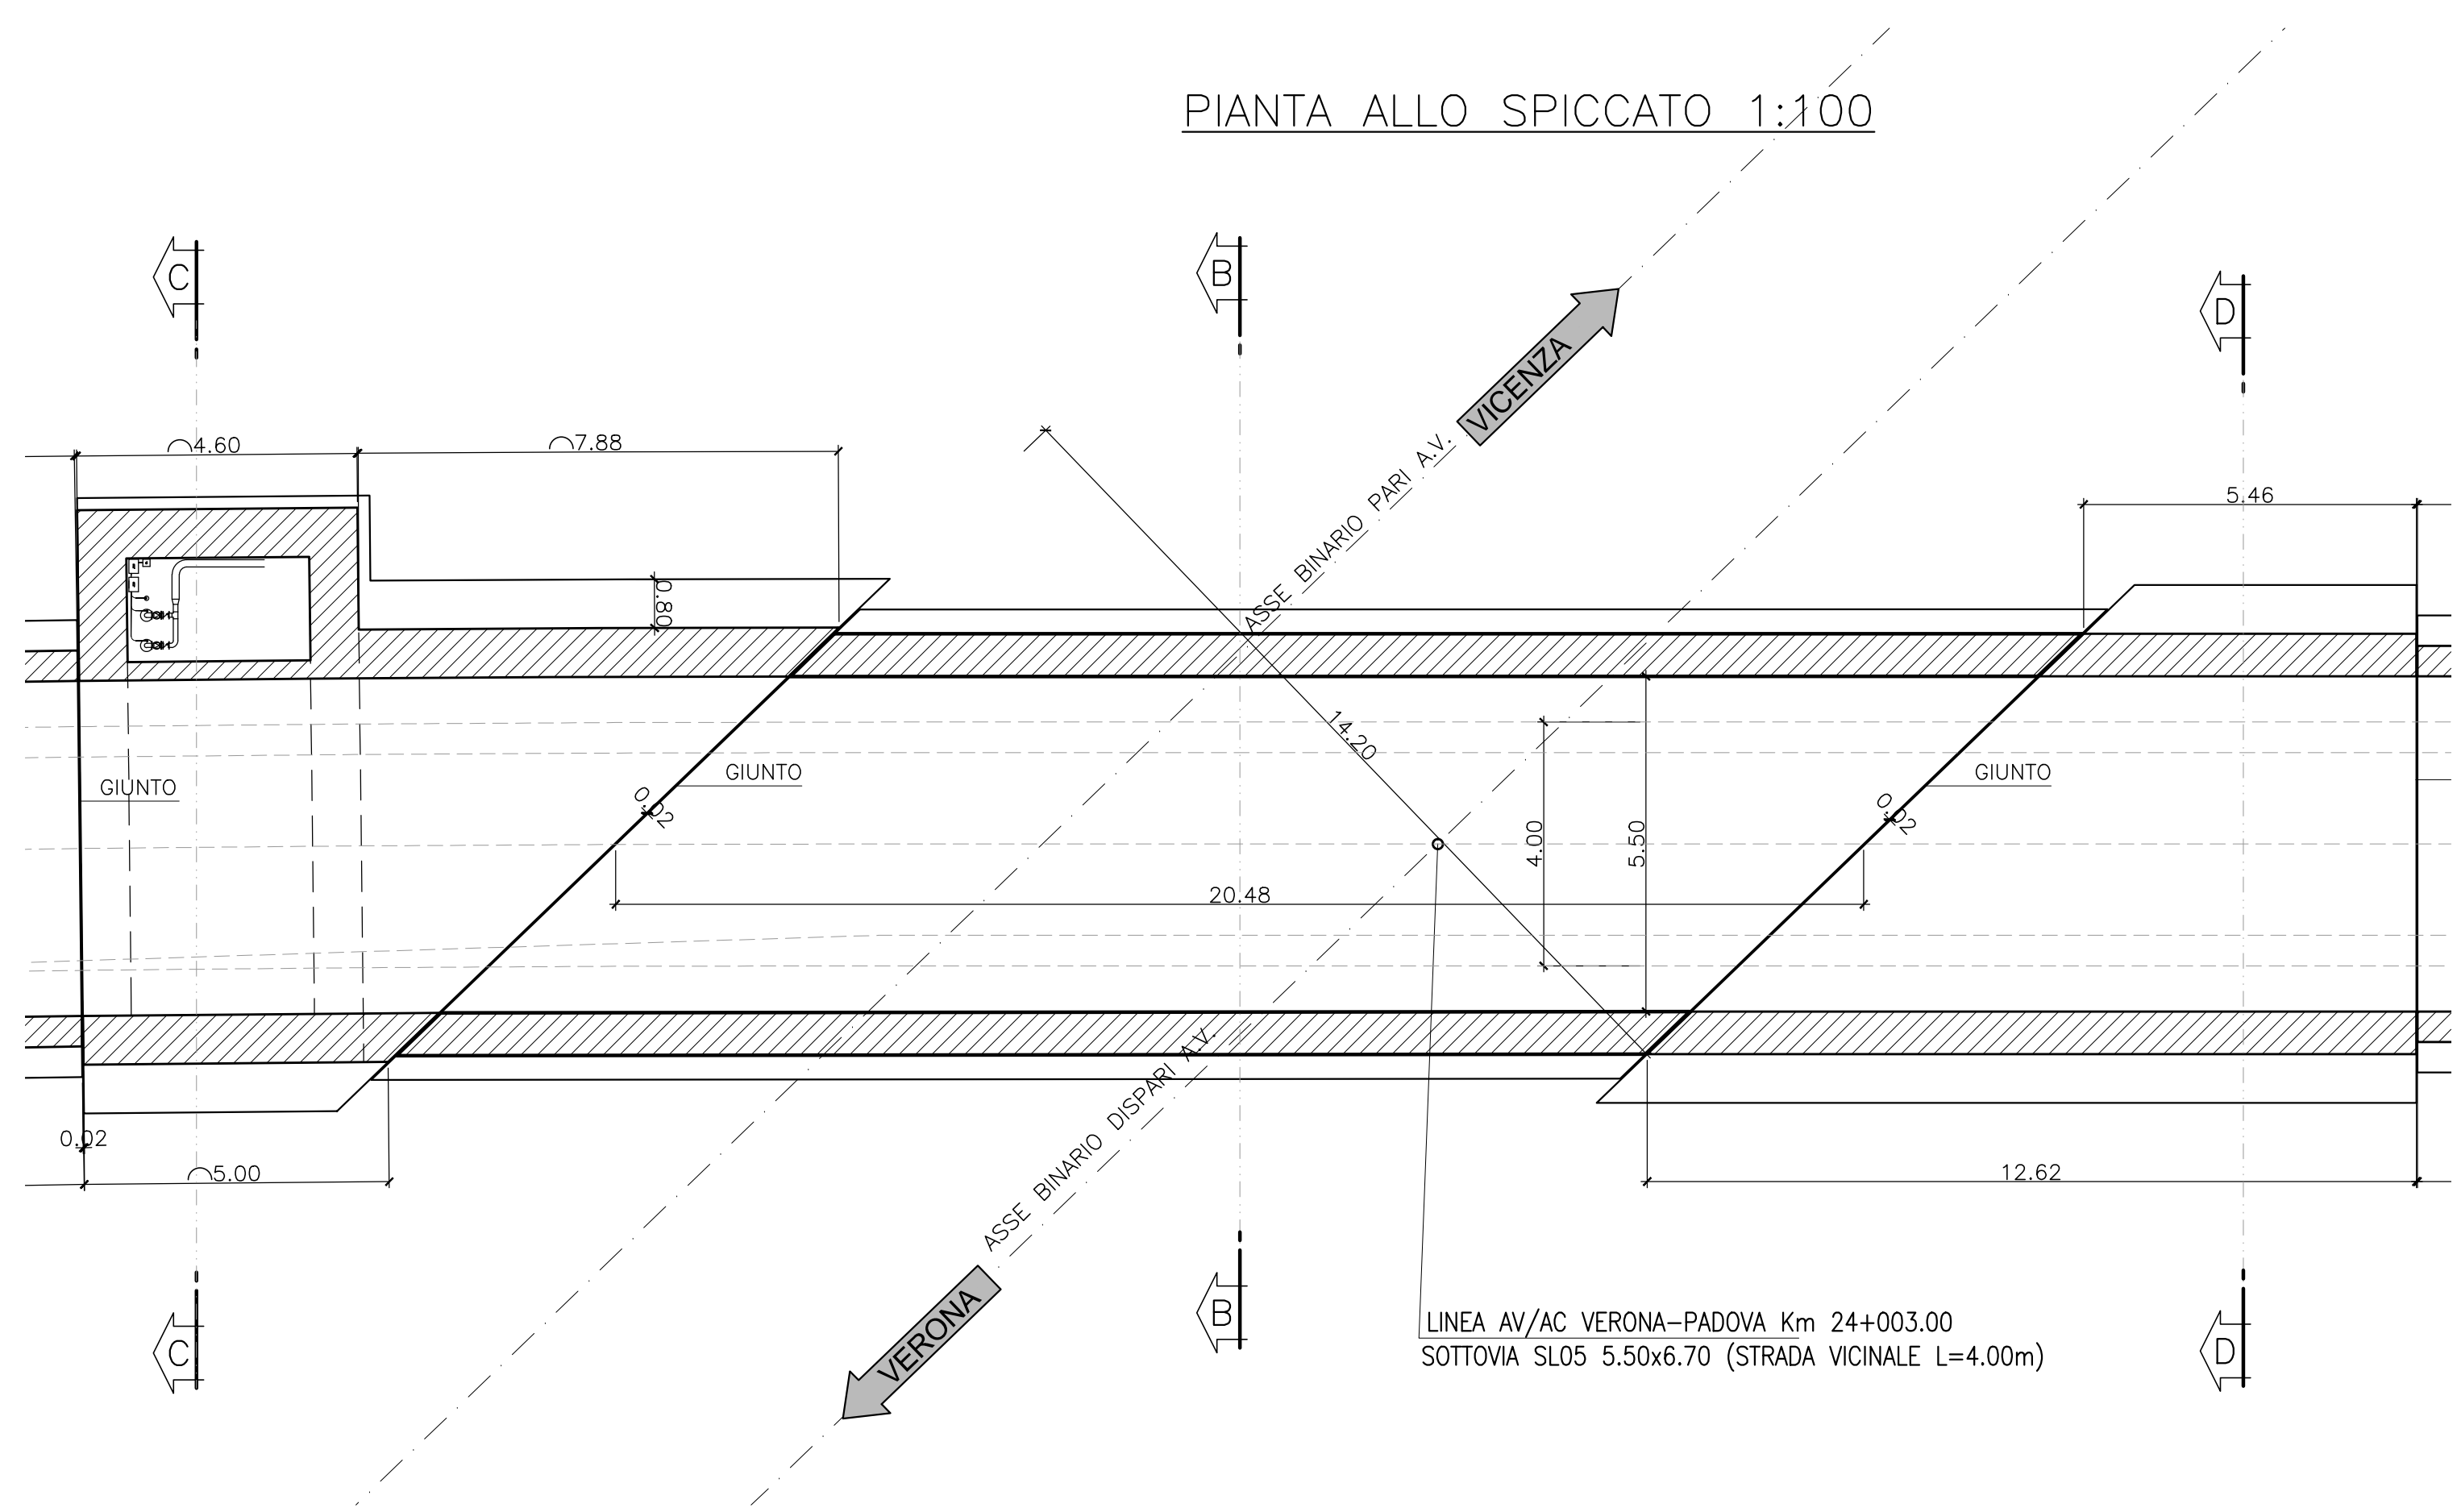 PIANTA ALLO SPICCATO 1:100
C
B
D
VICENZA
ASSE BINARIO PARI A.V.
4.60
7.88
5.46
0.80
14.20
GIUNTO
GIUNTO
GIUNTO
0.02
0.02
4.00
5.50
20.48
ASSE BINARIO DISPARI A.V.
0.02
5.00
12.62
VERONA
C
B
D
LINEA AV/AC VERONA-PADOVA Km 24+003.00
SOTTOVIA SL05 5.50x6.70 (STRADA VICINALE L=4.00m)